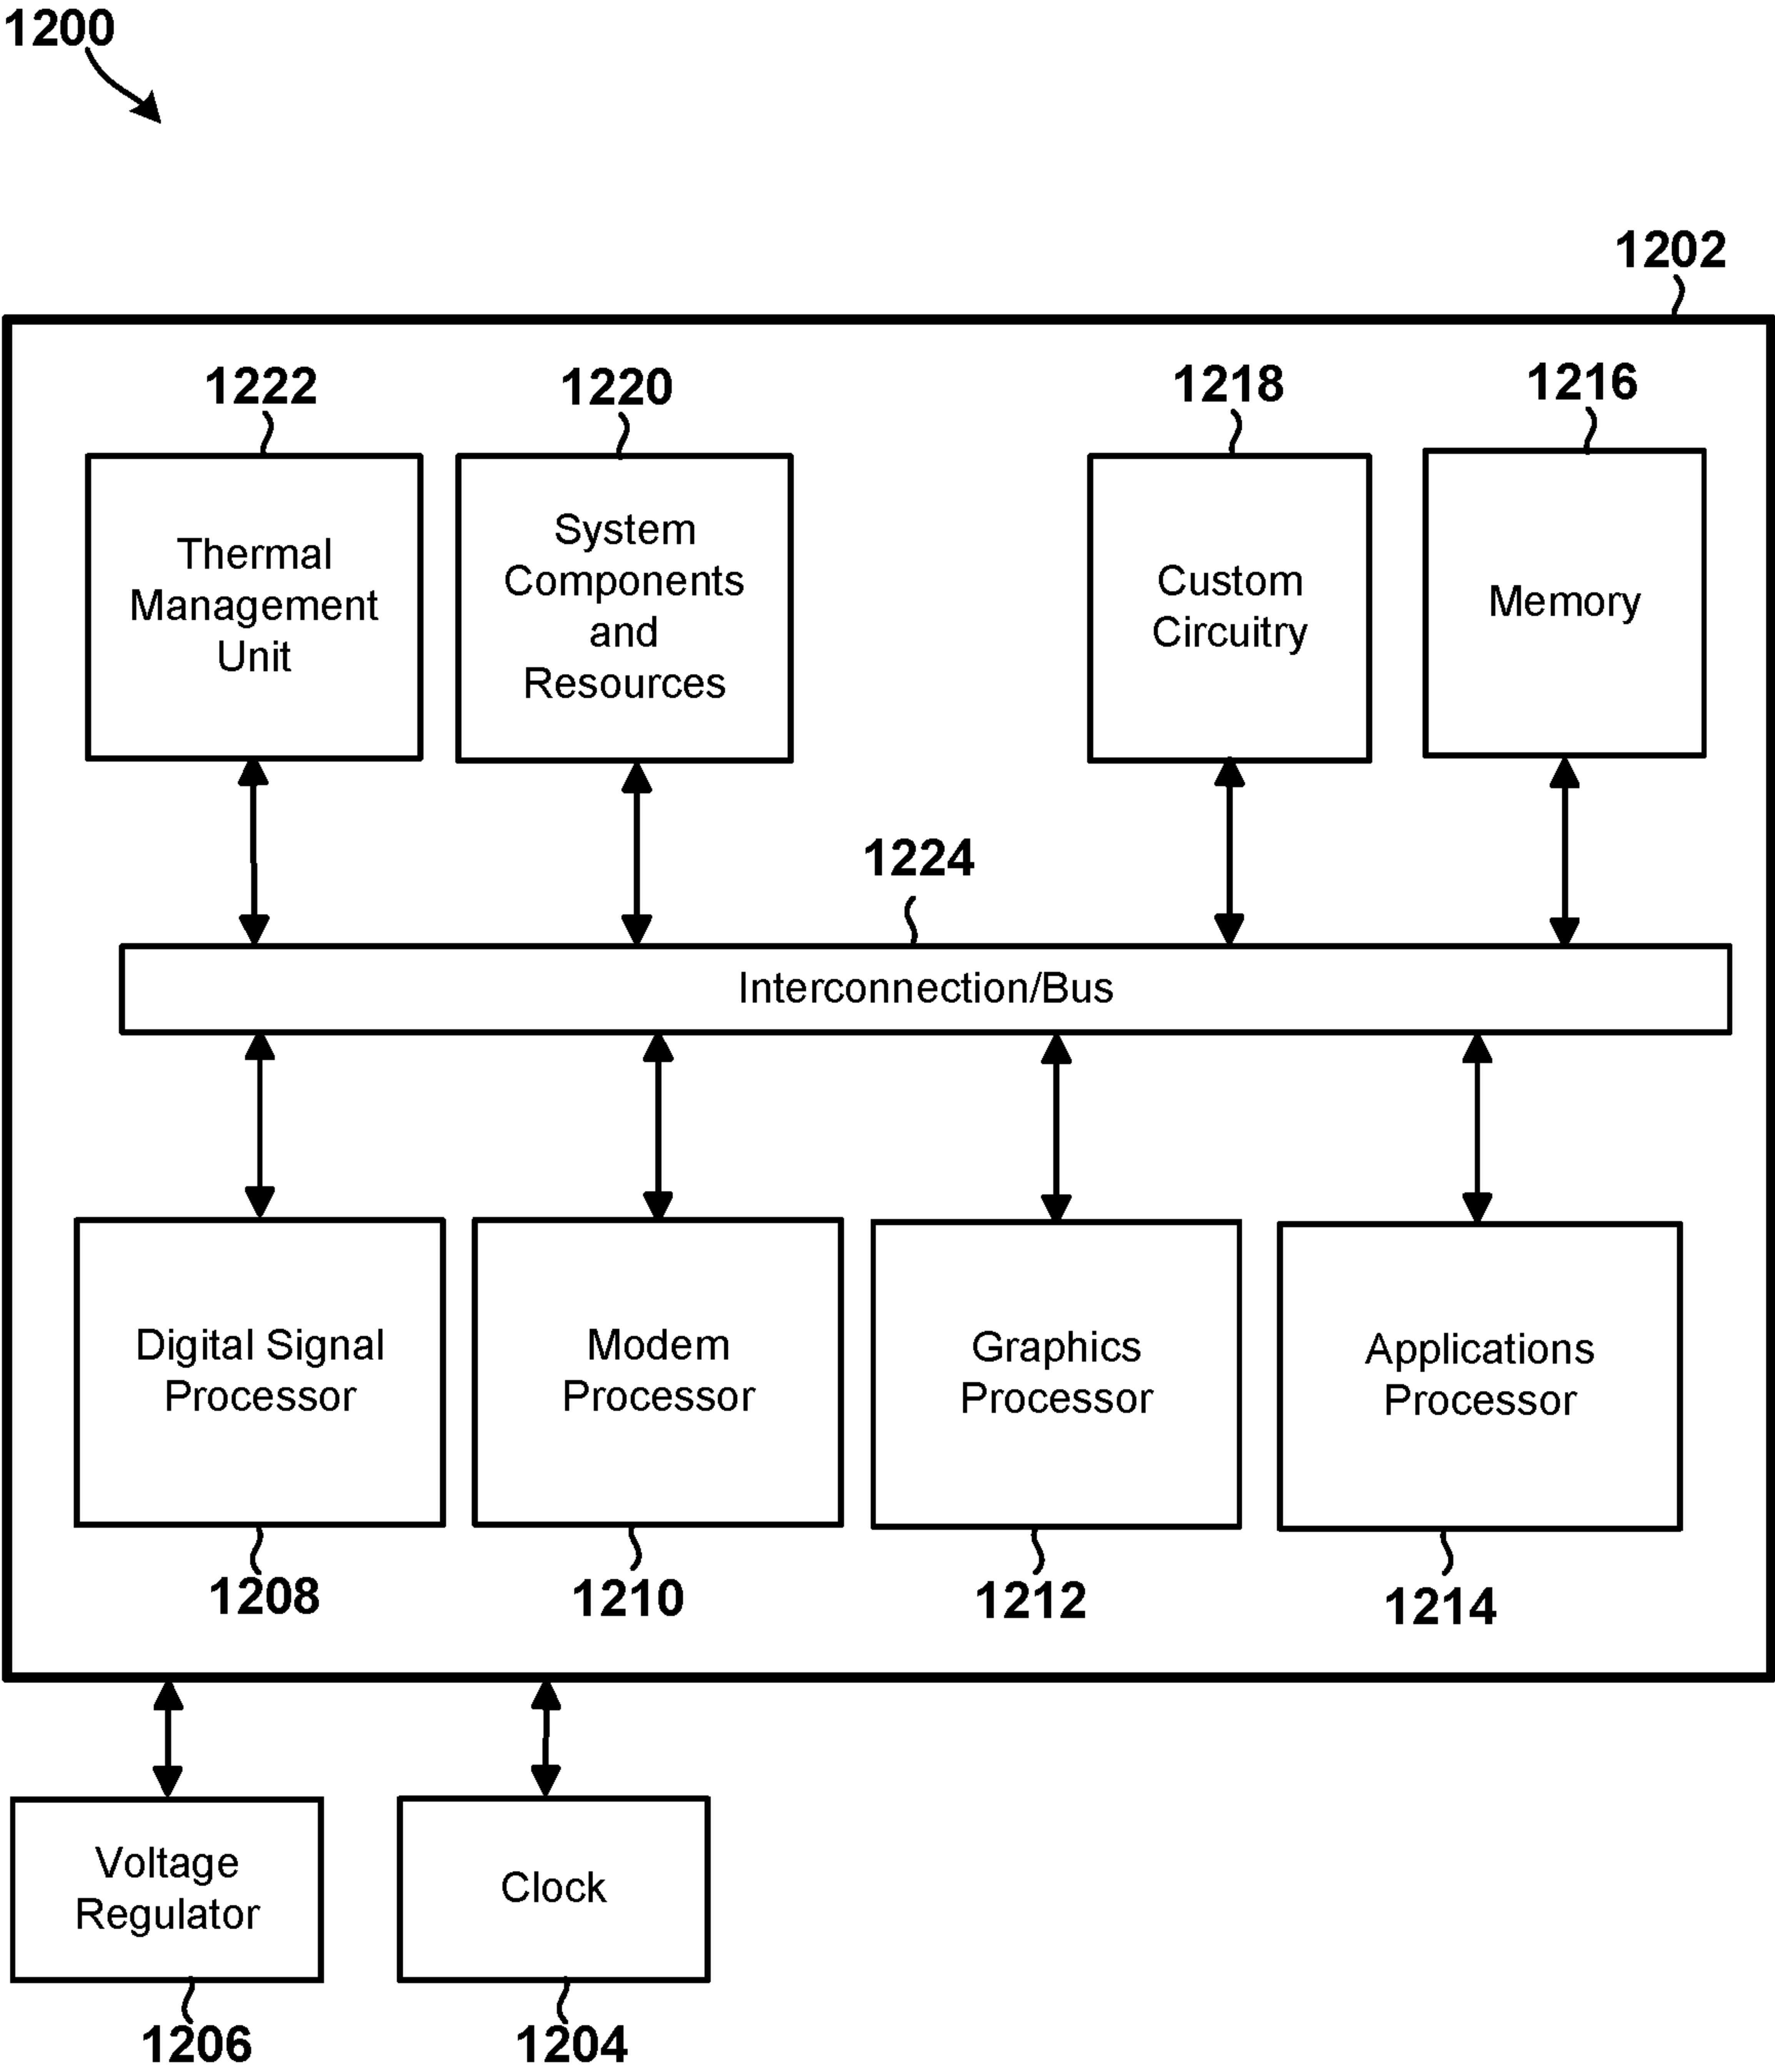 1200
1202
1222
1220
1218
1216
Thermal
Management
Unit
System
Components
and
Resources
Custom
Circuitry
Memory
1224
Interconnection/Bus
Digital Signal
Processor
Modem
Processor
Graphics
Processor
Applications
Processor
1208
1210
1212
1214
Voltage
Regulator
Clock
1206
1204